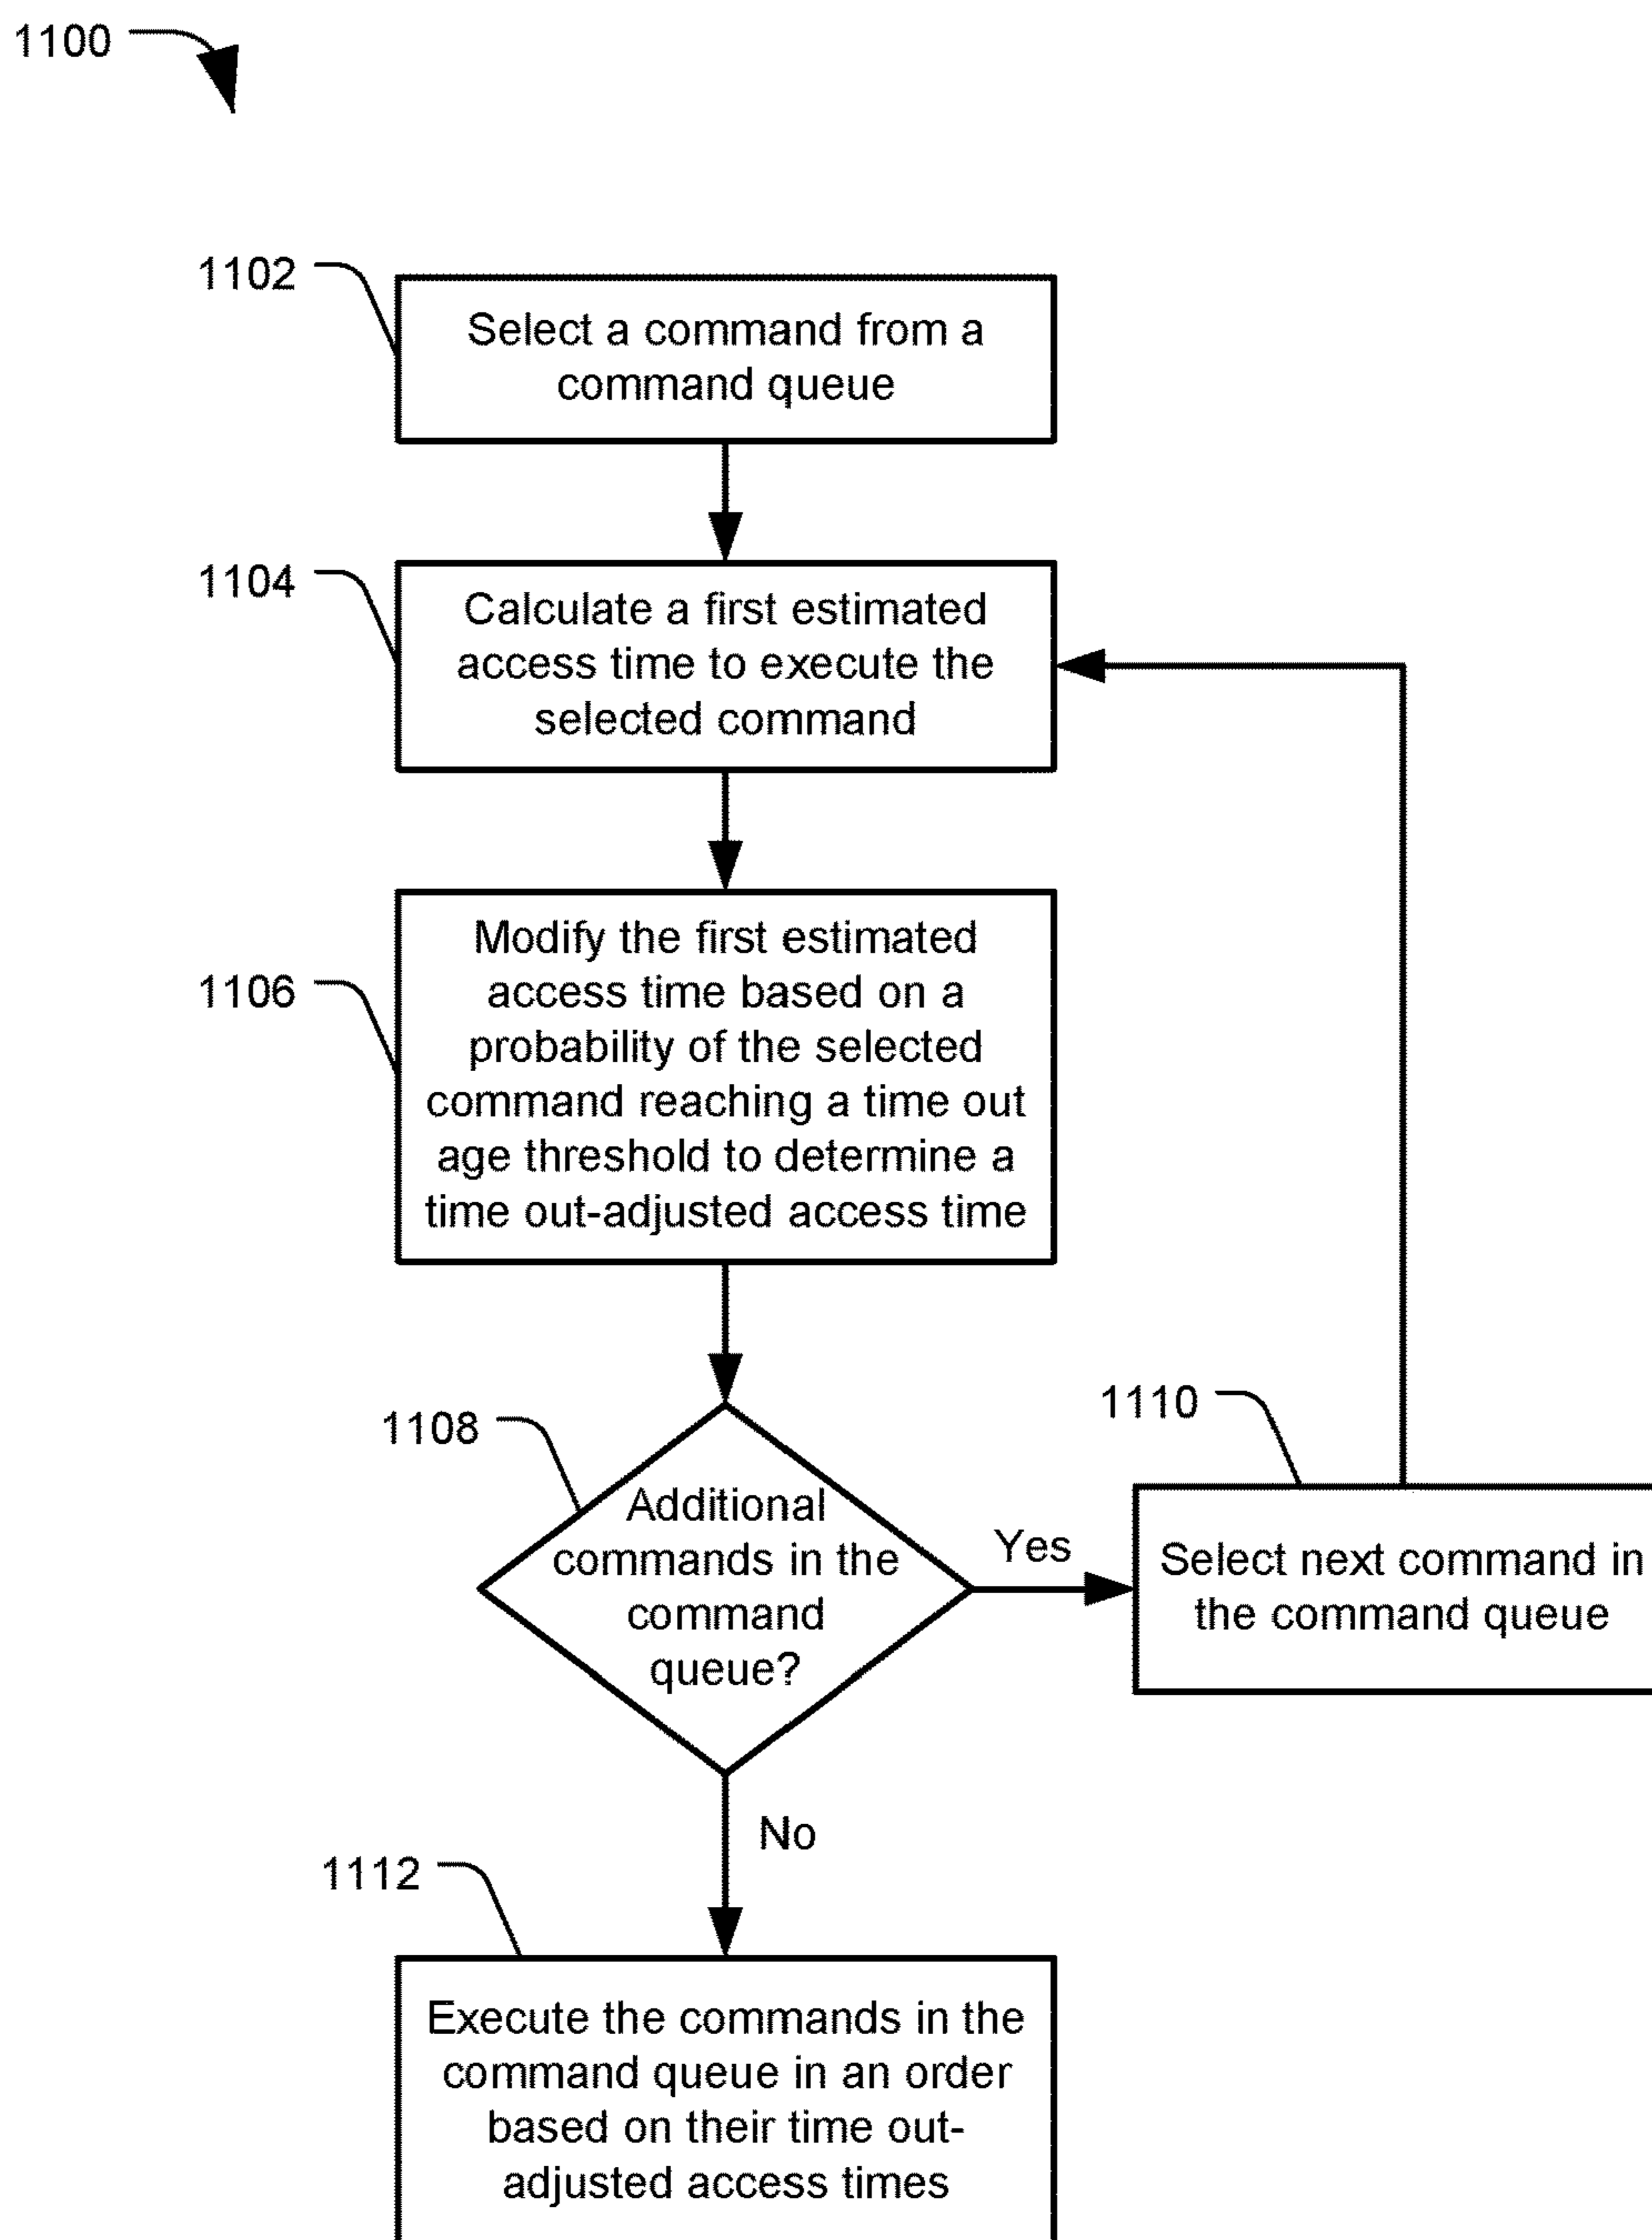 1100
1102
Select a command from a
command queue
1104
Calculate a first estimated
access time to execute the
selected command
1106
Modify the first estimated
access time based on a
probability of the selected
command reaching a time out
age threshold to determine a
time out-adjusted access time
1108
Additional
commands in the
command
queue?
Yes
1110
Select next command in
the command queue
No
1112
Execute the commands in the
command queue in an order
based on their time out-
adjusted access times